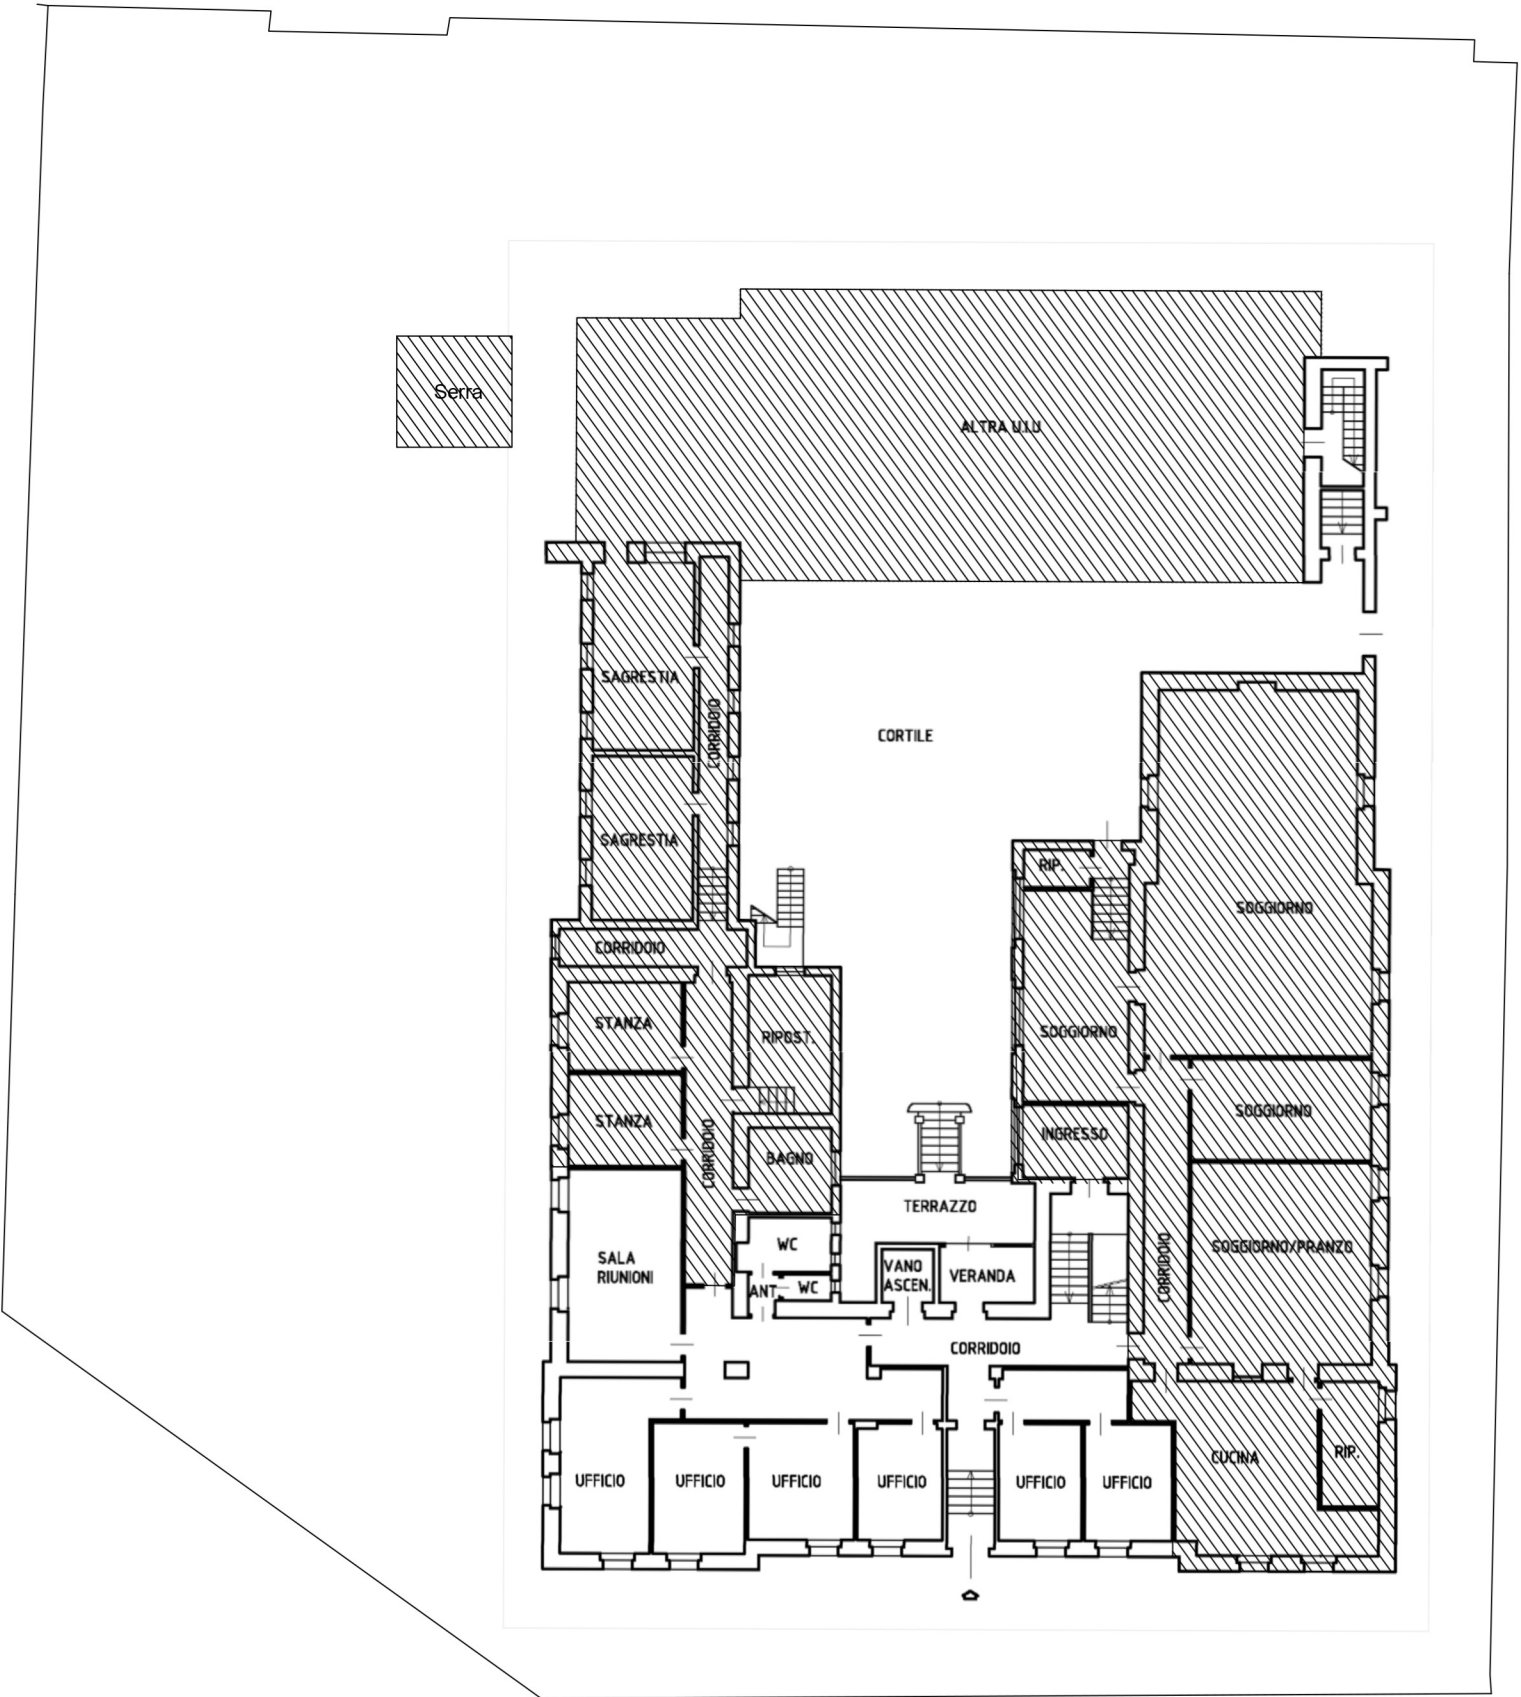 Serra
ALTRA U.I.U
SAGRESTIA
CORRIDOIO
CORTILE
SAGRESTIA
RIP.
SOGGIORNO
CORRIDOIO
STANZA
RIPOST.
SOGGIORNO
SOGGIORNO
STANZA
CORRIDOIO
BAGNO
INGRESSO
TERRAZZO
WC
SALA
RIUNIONI
VANO
ASCEN.
VERANDA
CORRIDOIO
SOGGIORNO/PRANZO
ANT.
WC
CORRIDOIO
UFFICIO
UFFICIO
UFFICIO
UFFICIO
UFFICIO
UFFICIO
CUCINA
RIP.